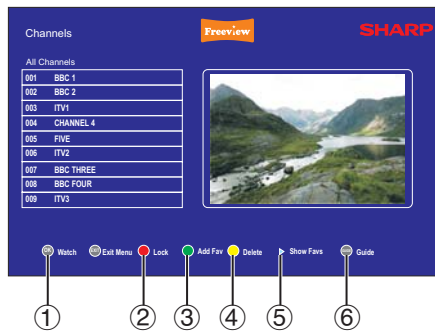 Channels
Freeview
SHARP
All Channels
001 BBC 1
002 BBC 2
003 ITV1
004 CHANNEL 4
005 FIVE
006 ITV2
007 BBC THREE
008 BBC FOUR
009 ITV3
OK Watch EXIT Exit Menu Lock Add Fav Delete Show Favs Guide
1 2 3 4 5 6